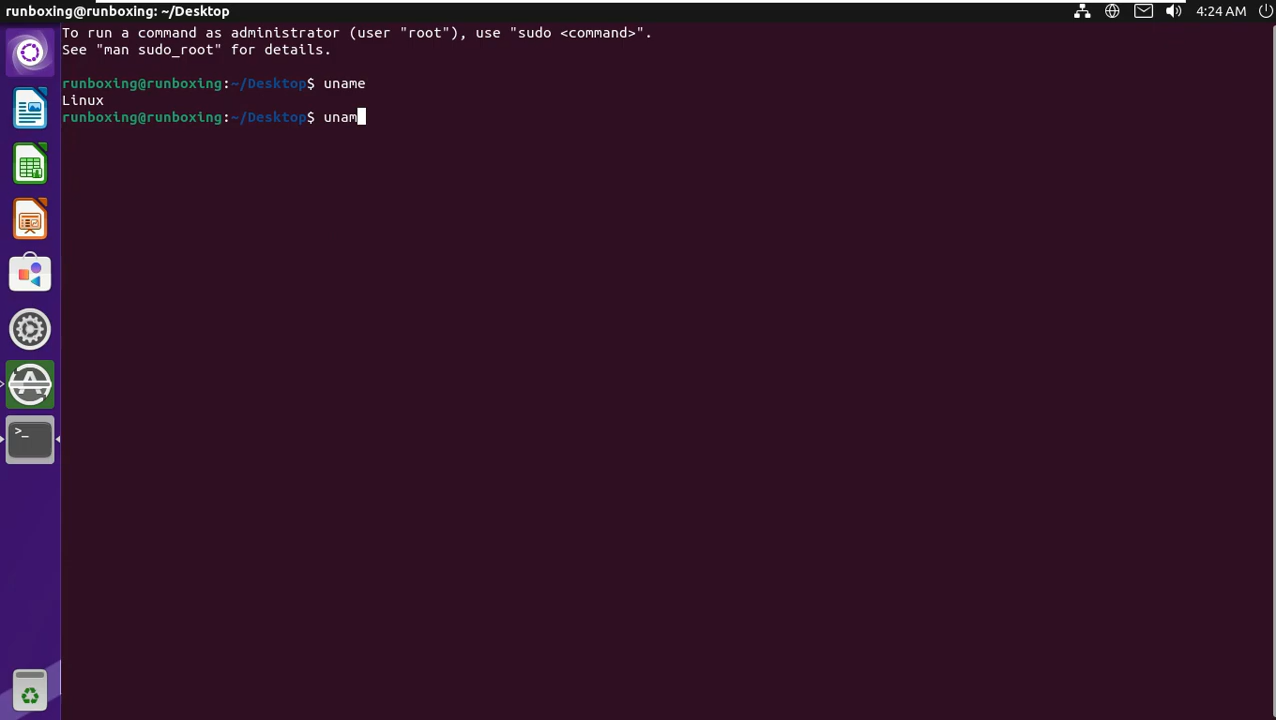 runboxing@runboxing: ~/Desktop
4:24 AM
To run a command as administrator (user "root"), use "sudo <command>".
See "man sudo_root" for details.
runboxing@runboxing:~/Desktop$ uname
Linux
runboxing@runboxing:~/Desktop$ unam
>_